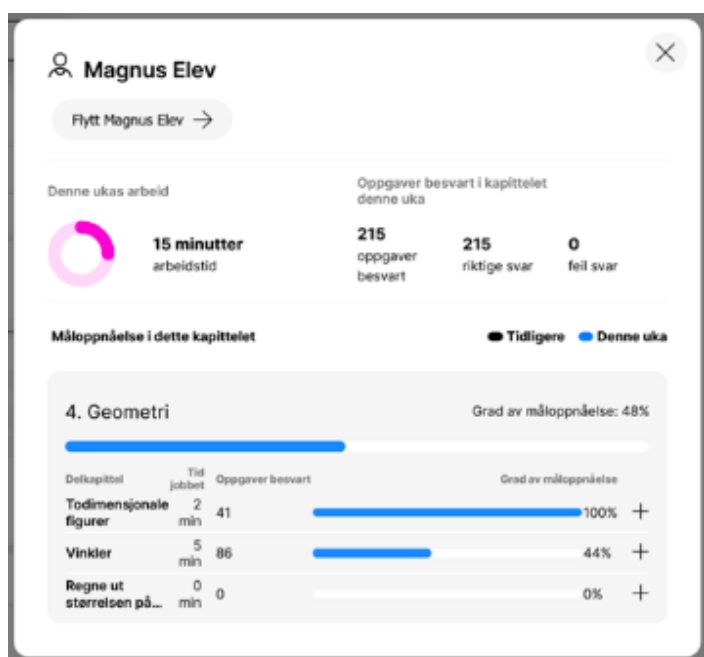 Magnus Elev
Flytt Magnus Elev →
Denne ukas arbeid
15 minutter
arbeidstid
Oppgaver besvart i kapittelet
denne uka
215
oppgaver
besvart
215
riktige svar
0
feil svar
Måloppnåelse i dette kapittelet
Tidligere
Denne uka
4. Geometri
Grad av måloppnåelse: 48%
Delkapittel
Tid
jobbet
Oppgaver besvart
Grad av måloppnåelse
Todimensjonale
figurer
2
min
41
100% +
Vinkler
5
min
86
44% +
Regne ut
størrelsen på...
0
min
0
0% +